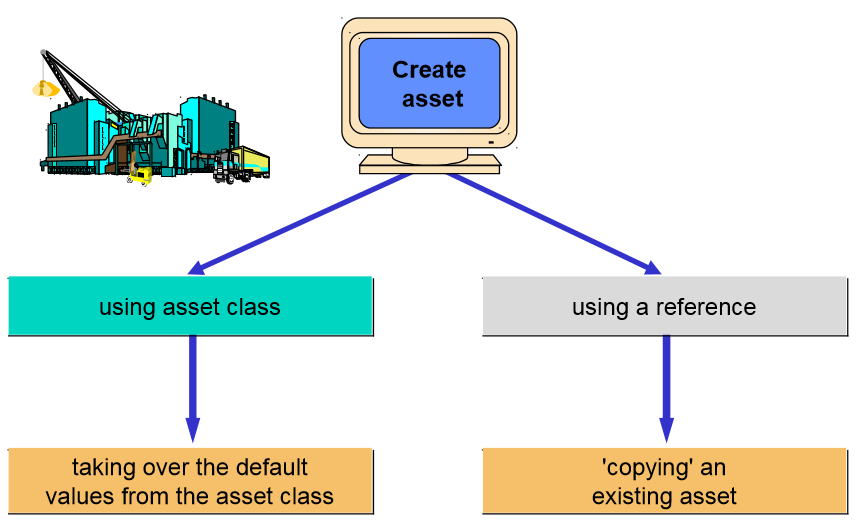 Create
asset
using asset class
using a reference
taking over the default
values from the asset class
'copying' an
existing asset